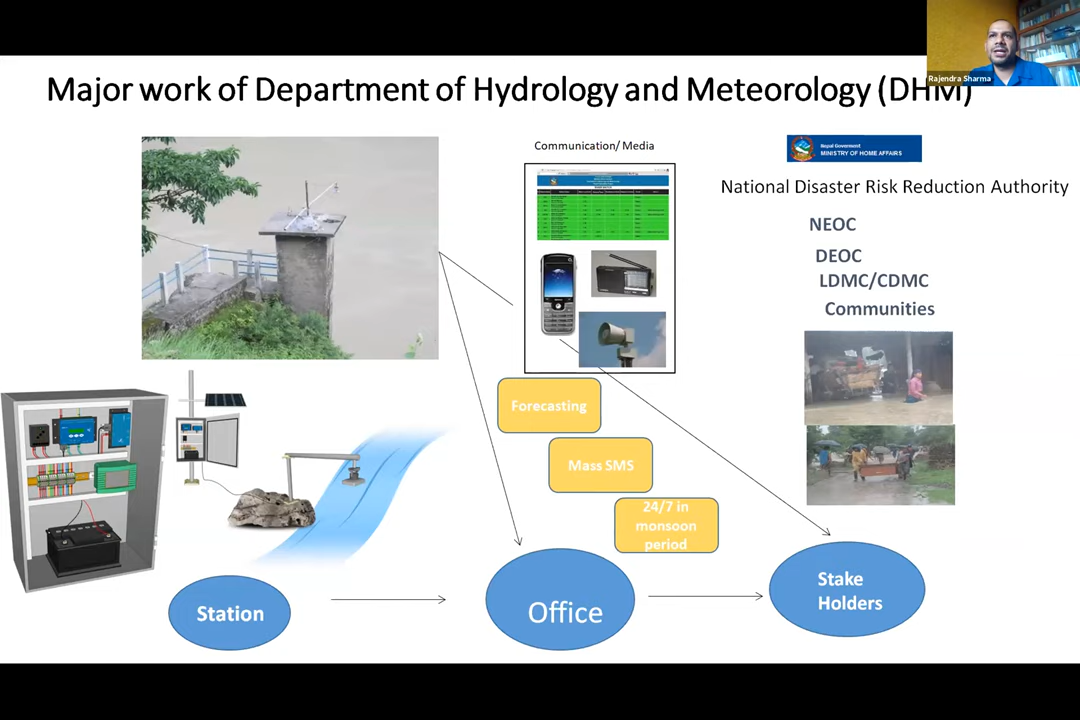 Rajendra Sharma
Major work of Department of Hydrology and Meteorology (DHM)
Communication/ Media
Nepal Government
MINISTRY OF HOME AFFAIRS
National Disaster Risk Reduction Authority
NEOC
DEOC
LDMC/CDMC
Communities
Forecasting
Mass SMS
24/7 in
monsoon
period
Station
Office
Stake
Holders